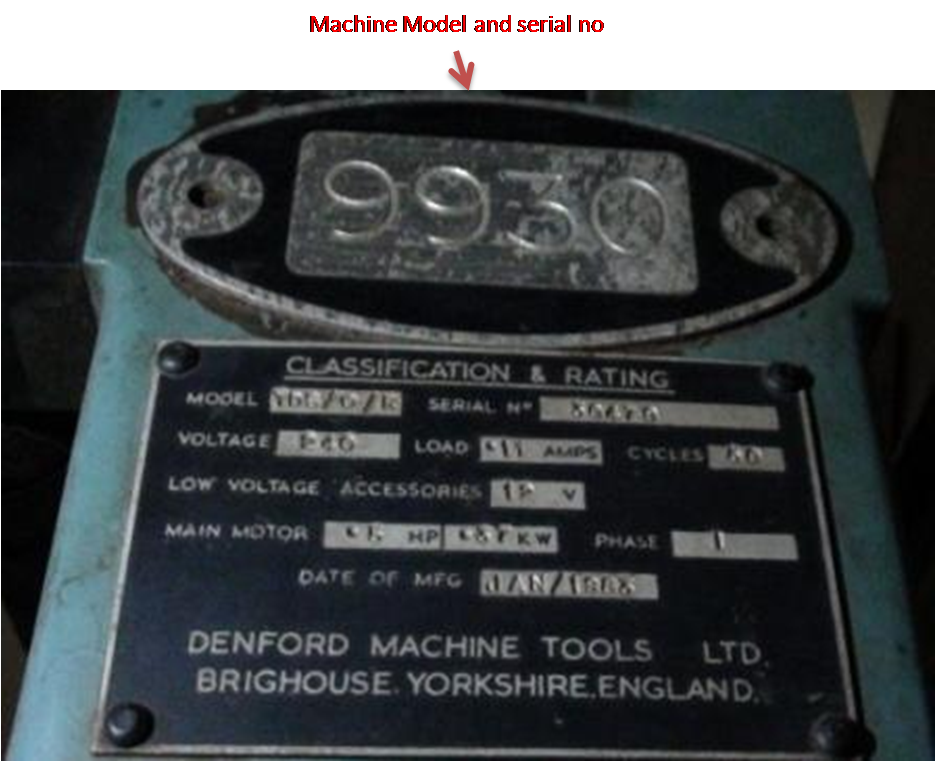 Machine Model and serial no
9930
CLASSIFICATION & RATING
MODEL SERIAL Nº
VOLTAGE LOAD AMPS CYCLES
LOW VOLTAGE ACCESSORIES 12 V
MAIN MOTOR HP KW PHASE 1
DATE OF MFG
DENFORD MACHINE TOOLS LTD.
BRIGHOUSE. YORKSHIRE, ENGLAND.